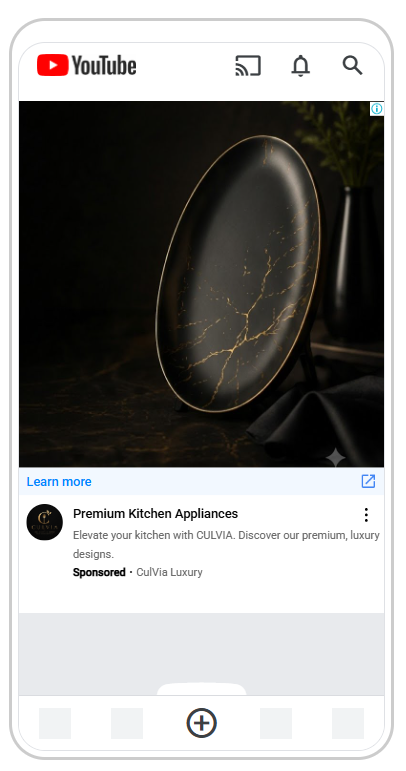 YouTube
Learn more
Premium Kitchen Appliances
Elevate your kitchen with CULVIA. Discover our premium, luxury
designs.
Sponsored · CulVia Luxury
CULVIA